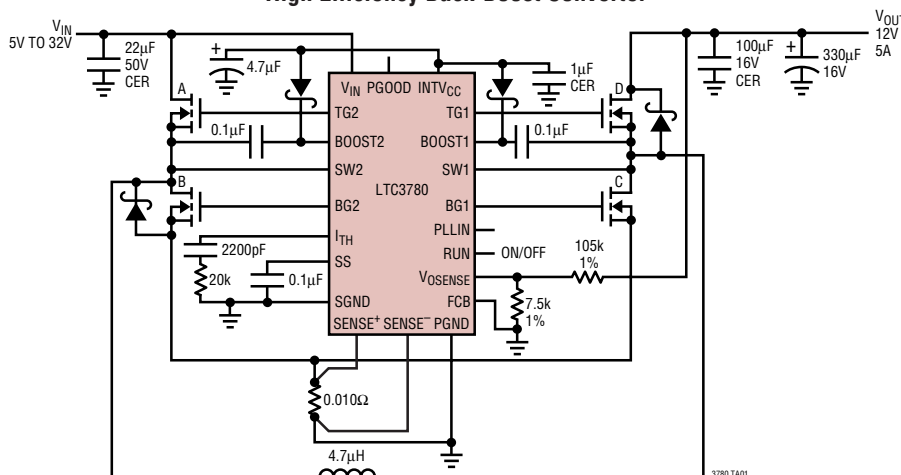 High Efficiency Buck-Boost Converter
VIN
5V TO 32V
22µF
50V
CER
+
4.7µF
1µF
CER
VOUT
12V
5A
100µF
16V
CER
+
330µF
16V
A
D
VIN PGOOD INTVCC
TG2
TG1
0.1µF
BOOST2
BOOST1
0.1µF
SW2
SW1
LTC3780
B
C
BG2
BG1
PLLIN
ITH
2200pF
RUN
ON/OFF
105k
1%
SS
20k
0.1µF
VOSENSE
FCB
7.5k
1%
SGND
SENSE+ SENSE− PGND
0.010Ω
4.7µH
3780 TA01